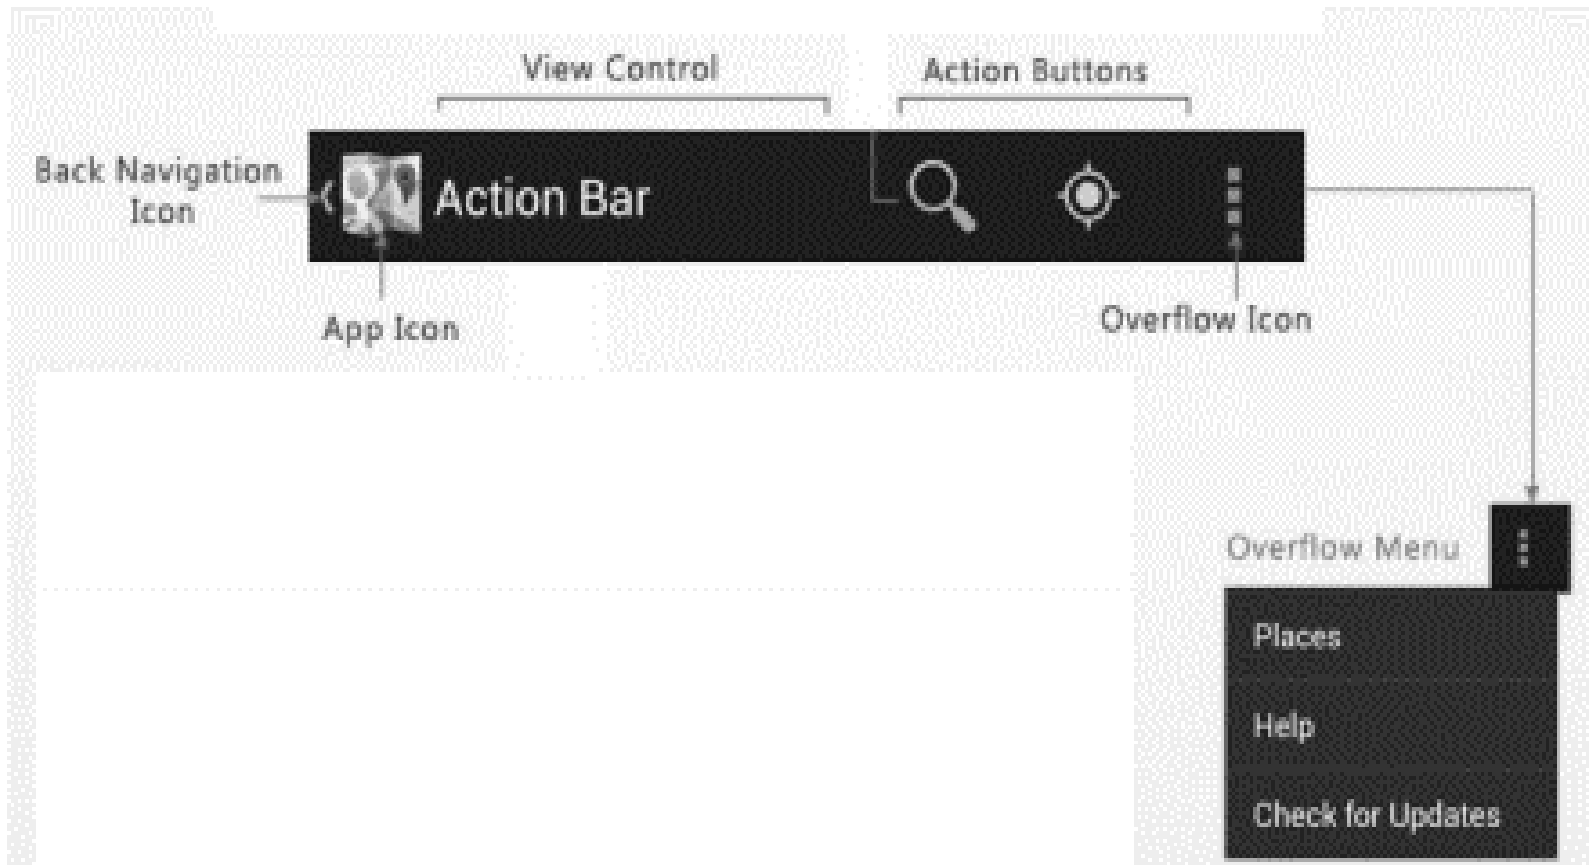 View Control
Action Buttons
Back Navigation
Icon
Action Bar
App Icon
Overflow Icon
Overflow Menu
Places
Help
Check for Updates